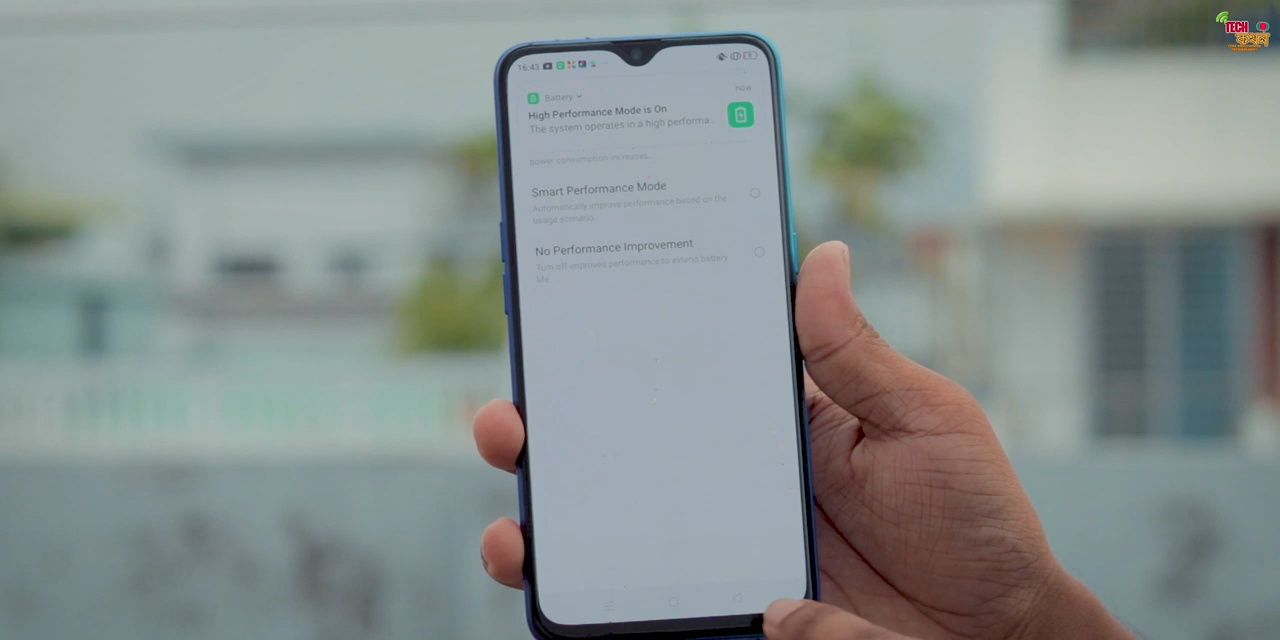 TECH
কথন
16:43
Battery
now
High Performance Mode is On
The system operates in a high performa...
power consumption increases.
Smart Performance Mode
Automatically improve performance based on the
usage scenario.
No Performance Improvement
Turn off improved performance to extend battery
life.